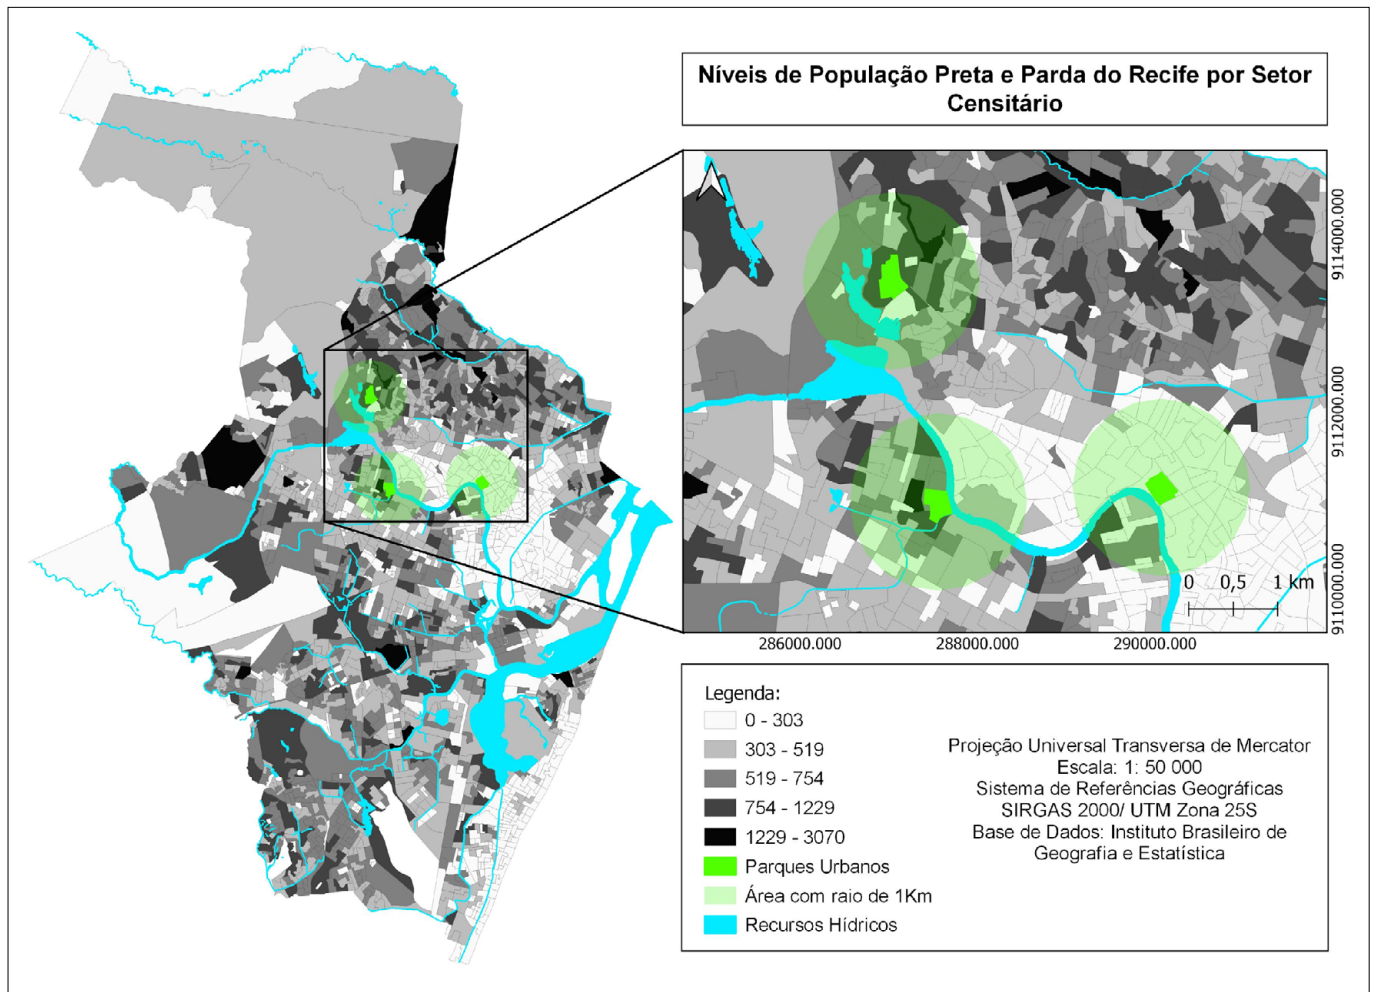 Níveis de População Preta e Parda do Recife por Setor
Censitário
9114000.000
9112000.000
9110000.000
0 0,5 1 km
286000.000 288000.000 290000.000
Legenda:
0 - 303
303 - 519
519 - 754
754 - 1229
1229 - 3070
Parques Urbanos
Área com raio de 1Km
Recursos Hídricos
Projeção Universal Transversa de Mercator
Escala: 1: 50 000
Sistema de Referências Geográficas
SIRGAS 2000/ UTM Zona 25S
Base de Dados: Instituto Brasileiro de
Geografia e Estatística